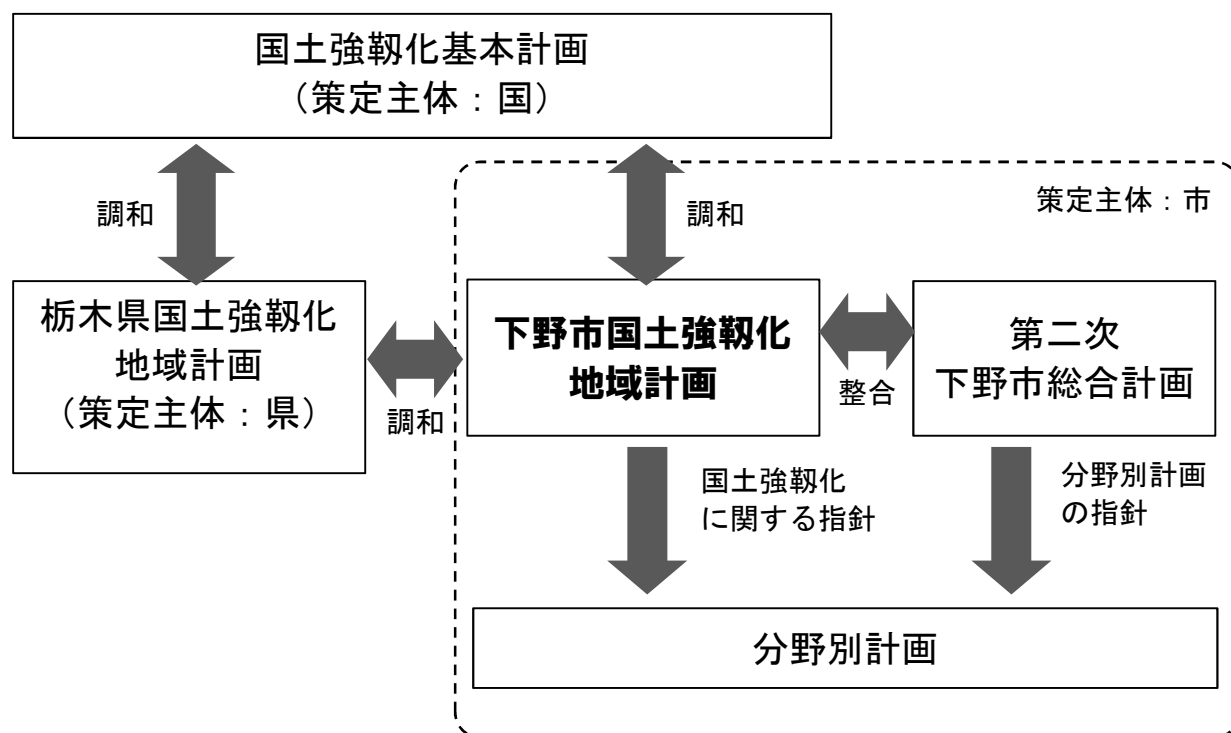 国土強靱化基本計画
（策定主体：国）
調和
調和
策定主体：市
栃木県国土強靱化
地域計画
（策定主体：県）
調和
下野市国土強靱化
地域計画
整合
第二次
下野市総合計画
国土強靱化
に関する指針
分野別計画
の指針
分野別計画